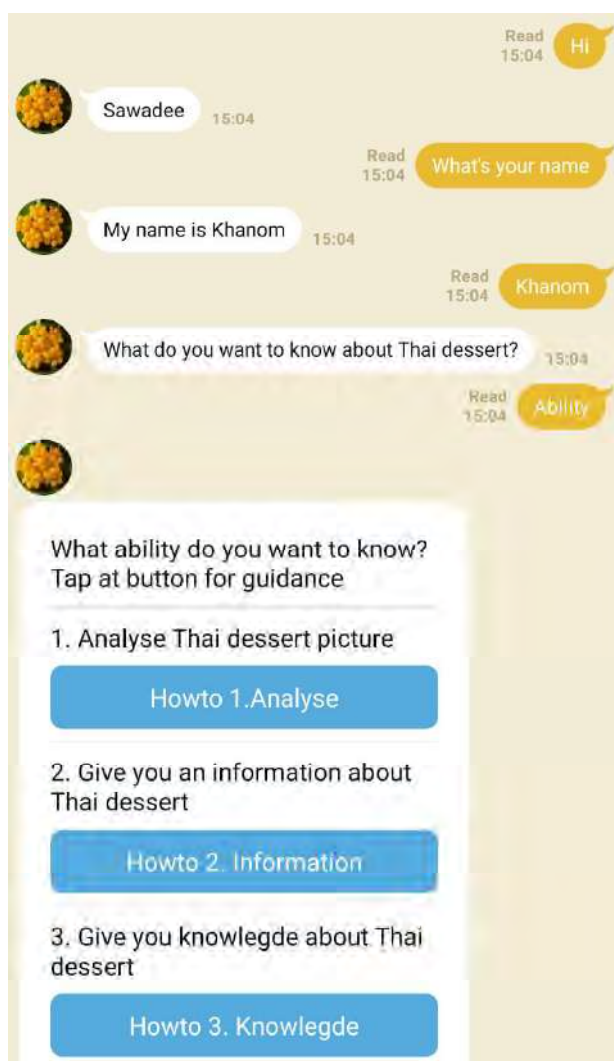 Read
15:04
Hi
Sawadee
15:04
Read
15:04
What's your name
My name is Khanom
15:04
Read
15:04
Khanom
What do you want to know about Thai dessert?
15:04
Read
15:04
Ability
What ability do you want to know?
Tap at button for guidance
1. Analyse Thai dessert picture
Howto 1.Analyse
2. Give you an information about
Thai dessert
Howto 2. Information
3. Give you knowlegde about Thai
dessert
Howto 3. Knowlegde